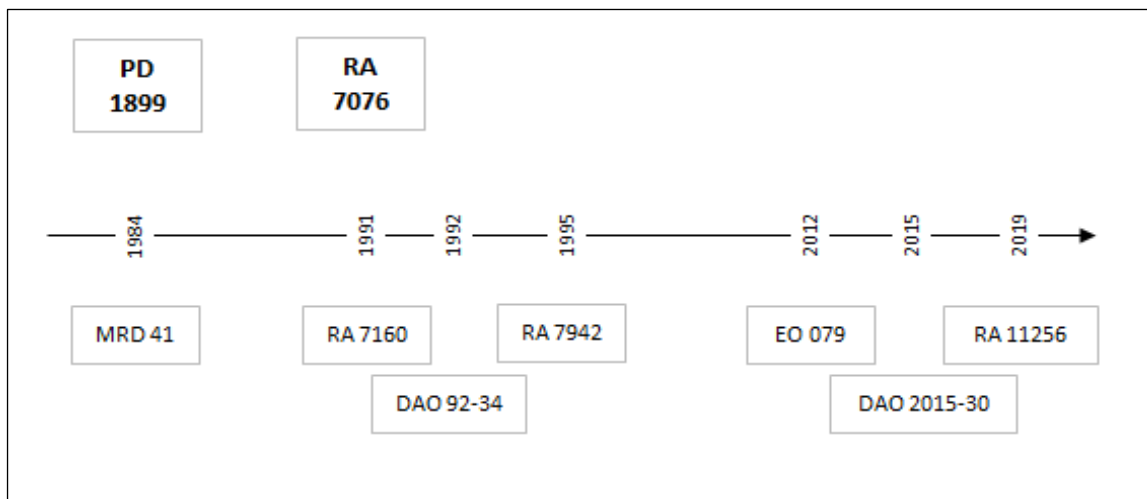 PD
1899
RA
7076
1984
1991
1992
1995
2012
2015
2019
MRD 41
RA 7160
RA 7942
EO 079
RA 11256
DAO 92-34
DAO 2015-30